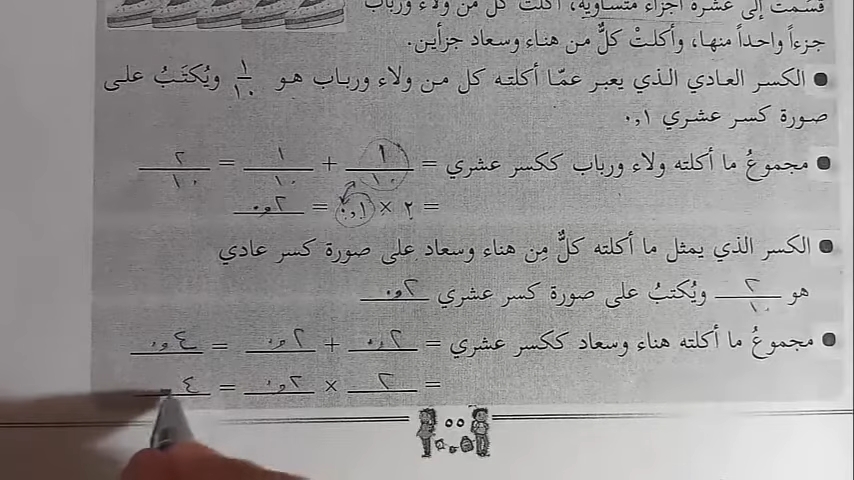 قُسّمت إلى عشرة أجزاء متساوية، أكلت كل من ولاء ورباب
جزءاً واحداً منها، وأكلتْ كلٌّ من هناء وسعاد جزأين.
● الكسر العادي الذي يعبر عمّا أكلته كل من ولاء ورباب هو ١/١٠ ويُكتَبُ على
صورة كسر عشري ٠,١
● مجموعُ ما أكلته ولاء ورباب ككسر عشري = ١/١٠ + ١/١٠ = ٢/١٠
= ٢ × ٠,١ = ٠,٢
● الكسر الذي يمثل ما أكلته كلٌّ مِن هناء وسعاد على صورة كسر عادي
هو ٢/١٠ ويُكتبُ على صورة كسر عشري ٠,٢
● مجموعُ ما أكلته هناء وسعاد ككسر عشري = ٠,٢ + ٠,٢ = ٠,٤
= ٢ × ٠,٢ = ٤
٥٥